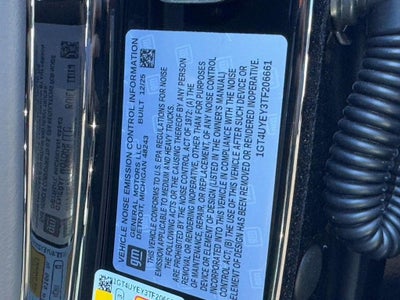 VEHICLE NOISE EMISSION CONTROL INFORMATION
GENERAL MOTORS LLC BUILT 12/25
DETROIT, MICHIGAN 48243
THIS VEHICLE CONFORMS TO U.S. EPA REGULATIONS FOR NOISE
EMISSION APPLICABLE TO MEDIUM AND HEAVY TRUCKS.
THE FOLLOWING ACTS OR THE CAUSING THEREOF BY ANY PERSON
ARE PROHIBITED BY THE NOISE CONTROL ACT OF 1972: (A) THE
REMOVAL OR RENDERING INOPERATIVE, OTHER THAN FOR PURPOSES
OF MAINTENANCE, REPAIR, OR REPLACEMENT, OF ANY NOISE CONTROL
DEVICE OR ELEMENT OF DESIGN (LISTED IN THE OWNERS MANUAL)
INCORPORATED INTO THIS VEHICLE IN COMPLIANCE WITH THE NOISE
CONTROL ACT; (B) THE USE OF THIS VEHICLE AFTER SUCH DEVICE OR
ELEMENT OF DESIGN HAS BEEN REMOVED OR RENDERED INOPERATIVE.
1GT4UYEY3TF206661
gm